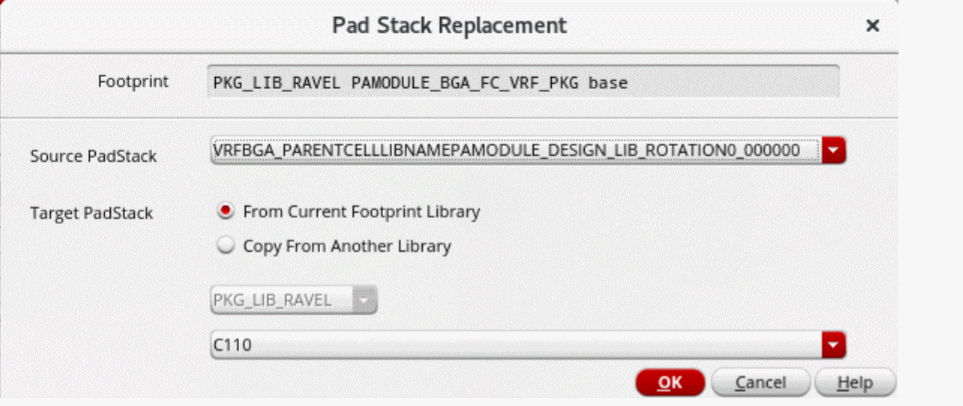 Pad Stack Replacement
Footprint
PKG_LIB_RAVEL PAMODULE_BGA_FC_VRF_PKG base
Source PadStack
VRFBGA_PARENTCELLLIBNAMEPAMODULE_DESIGN_LIB_ROTATION0_000000
Target PadStack
From Current Footprint Library
Copy From Another Library
PKG_LIB_RAVEL
C110
OK
Cancel
Help